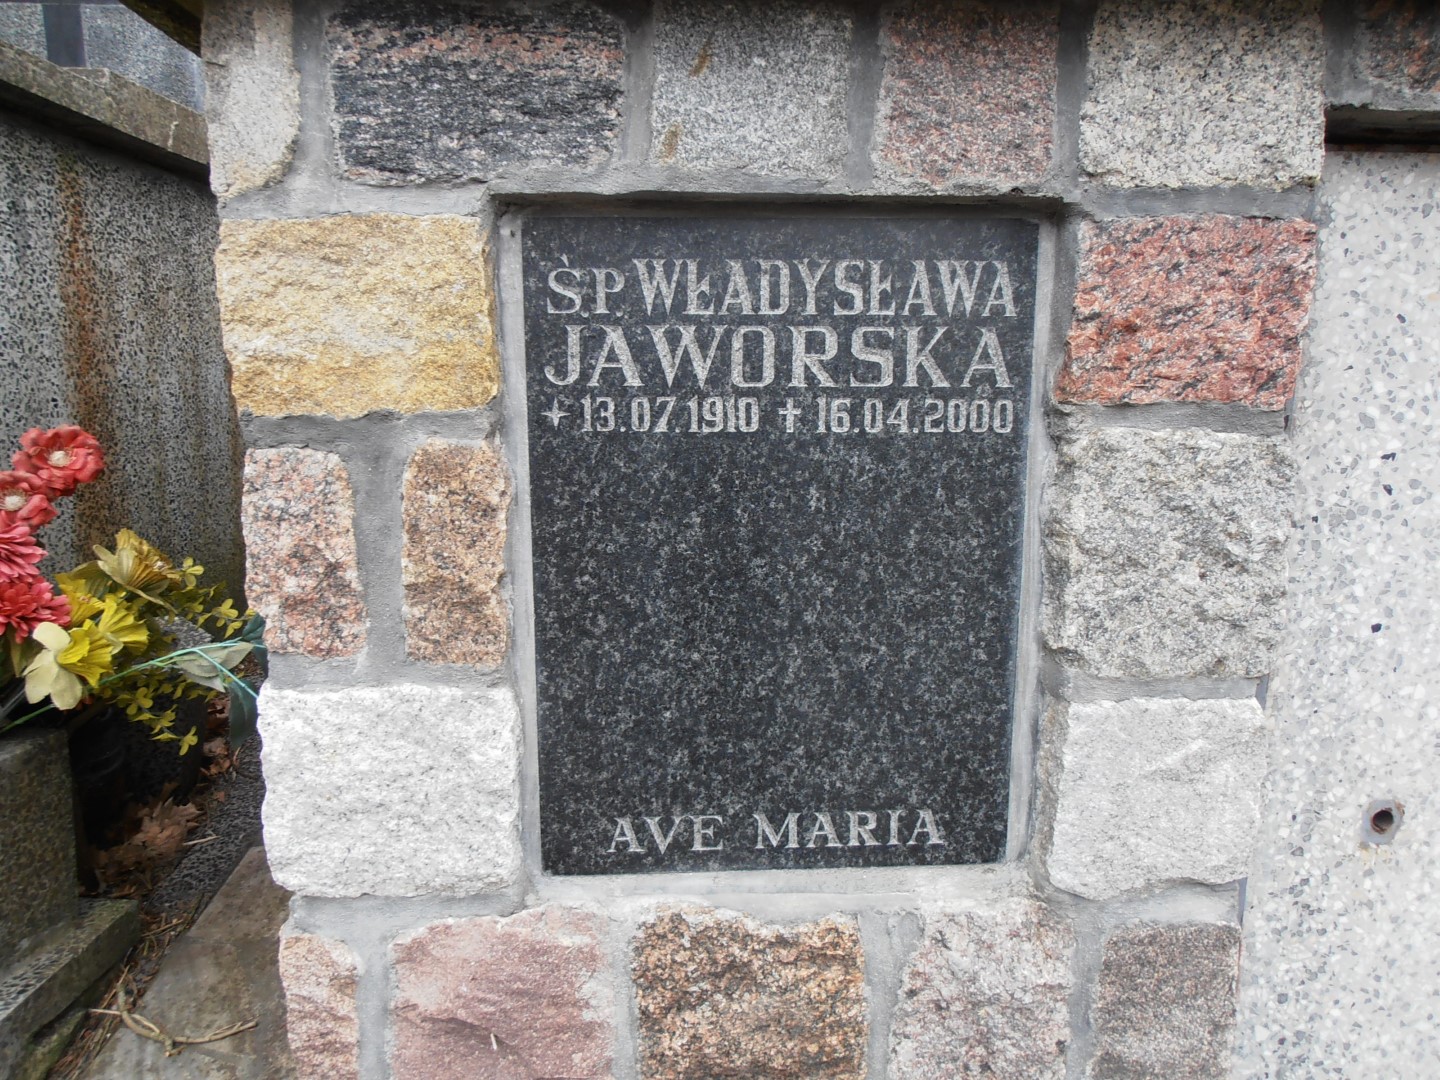 Ś.P. WŁADYSŁAWA
JAWORSKA
✦ 13.07.1910 ✝ 16.04.2000
AVE MARIA